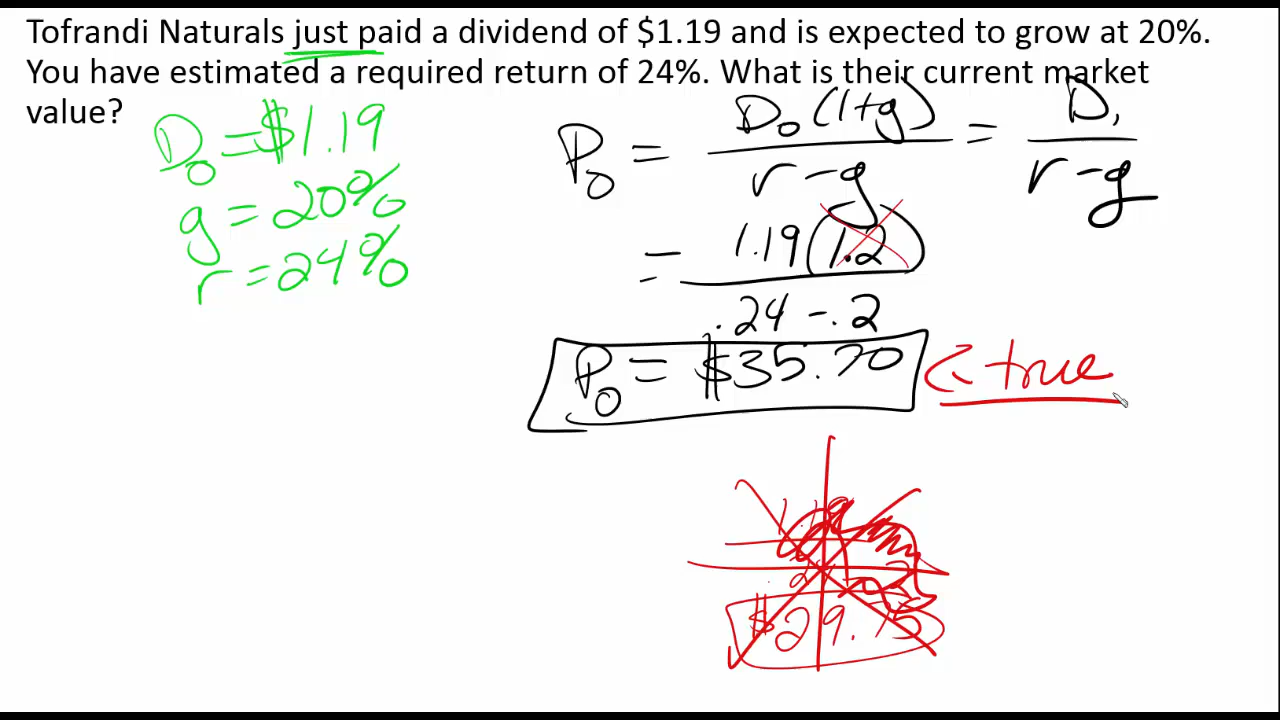 Tofrandi Naturals just paid a dividend of $1.19 and is expected to grow at 20%.
You have estimated a required return of 24%. What is their current market
value?
D₀ = $1.19
g = 20%
r = 24%
P₀ = D₀(1+g) / r-g = D₁ / r-g
= 1.19(1.2) / .24-.2
P₀ = $35.70 < true
$29.75